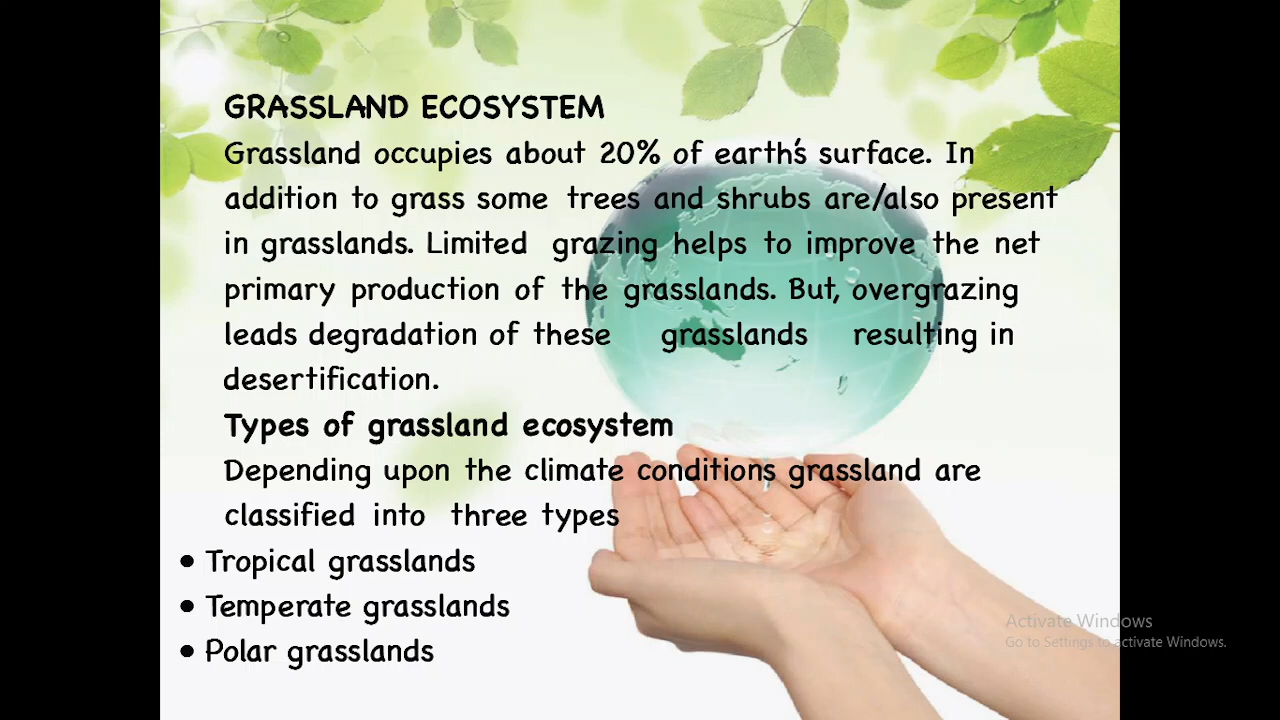 GRASSLAND ECOSYSTEM
Grassland occupies about 20% of earth's surface. In
addition to grass some trees and shrubs are/also present
in grasslands. Limited grazing helps to improve the net
primary production of the grasslands. But, overgrazing
leads degradation of these grasslands resulting in
desertification.
Types of grassland ecosystem
Depending upon the climate conditions grassland are
classified into three types
• Tropical grasslands
• Temperate grasslands
• Polar grasslands
Activate Windows
Go to Settings to activate Windows.